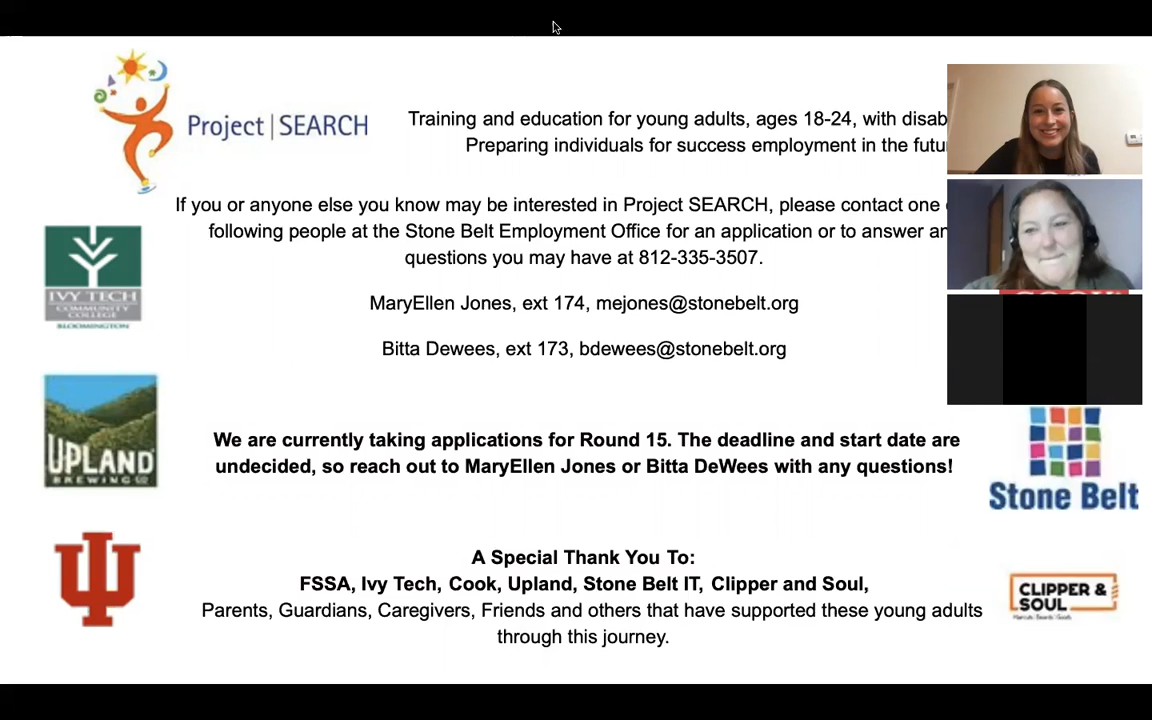 Project | SEARCH
Training and education for young adults, ages 18-24, with disab
Preparing individuals for success employment in the futu
If you or anyone else you know may be interested in Project SEARCH, please contact one
following people at the Stone Belt Employment Office for an application or to answer an
questions you may have at 812-335-3507.
IVY TECH
COMMUNITY COLLEGE
BLOOMINGTON
MaryEllen Jones, ext 174, mejones@stonebelt.org
Bitta Dewees, ext 173, bdewees@stonebelt.org
UPLAND
BREWING CO
We are currently taking applications for Round 15. The deadline and start date are
undecided, so reach out to MaryEllen Jones or Bitta DeWees with any questions!
Stone Belt
A Special Thank You To:
FSSA, Ivy Tech, Cook, Upland, Stone Belt IT, Clipper and Soul,
Parents, Guardians, Caregivers, Friends and others that have supported these young adults
through this journey.
CLIPPER &
SOUL